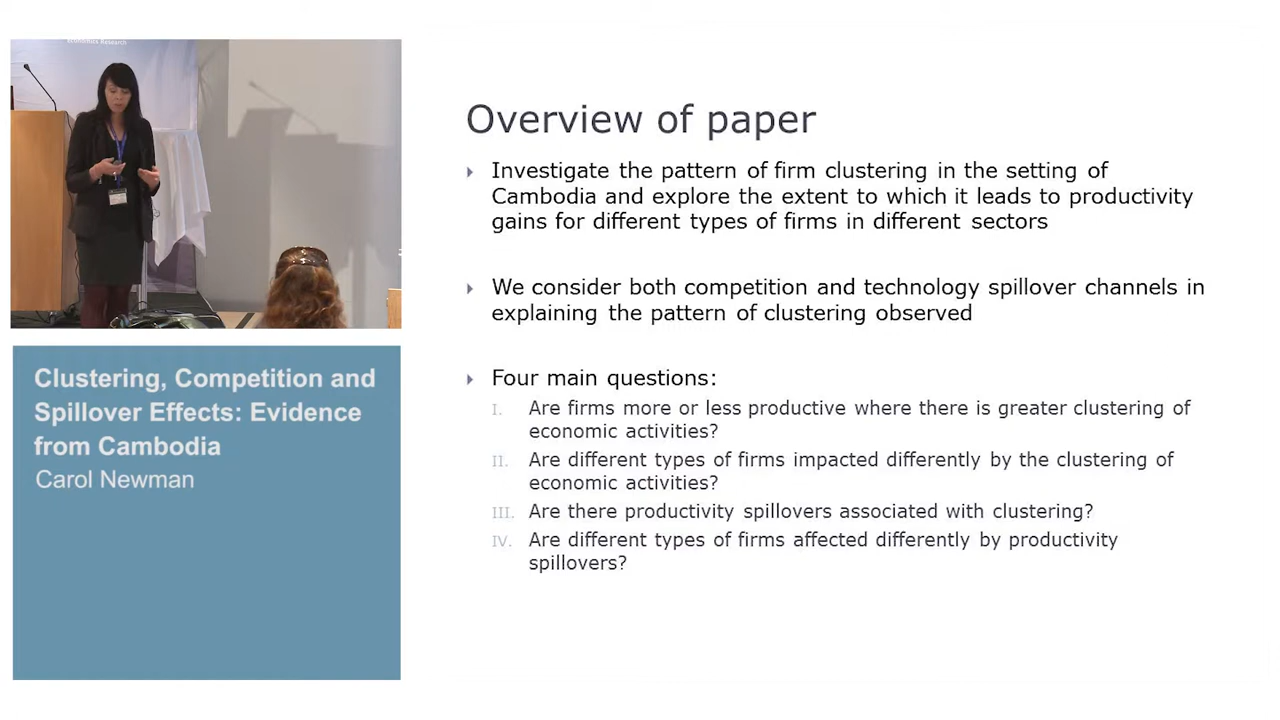 Economics Research
Overview of paper
Investigate the pattern of firm clustering in the setting of
Cambodia and explore the extent to which it leads to productivity
gains for different types of firms in different sectors
We consider both competition and technology spillover channels in
explaining the pattern of clustering observed
Four main questions:
I. Are firms more or less productive where there is greater clustering of
economic activities?
II. Are different types of firms impacted differently by the clustering of
economic activities?
III. Are there productivity spillovers associated with clustering?
IV. Are different types of firms affected differently by productivity
spillovers?
Clustering, Competition and
Spillover Effects: Evidence
from Cambodia
Carol Newman